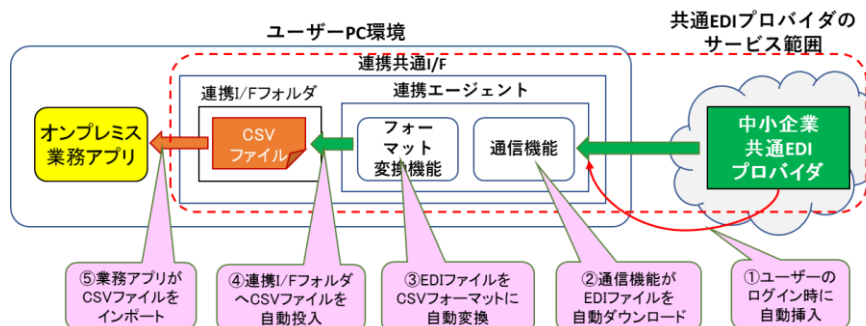 共通EDIプロバイダの
サービス範囲
ユーザーPC環境
連携共通I/F
連携I/Fフォルダ
連携エージェント
オンプレミス
業務アプリ
CSV
ファイル
フォー
マット
変換機能
通信機能
中小企業
共通EDI
プロバイダ
⑤業務アプリが
CSVファイルを
インポート
④連携I/Fフォルダ
へCSVファイルを
自動投入
③EDIファイルを
CSVフォーマットに
自動変換
②通信機能が
EDIファイルを
自動ダウンロード
①ユーザーの
ログイン時に
自動挿入